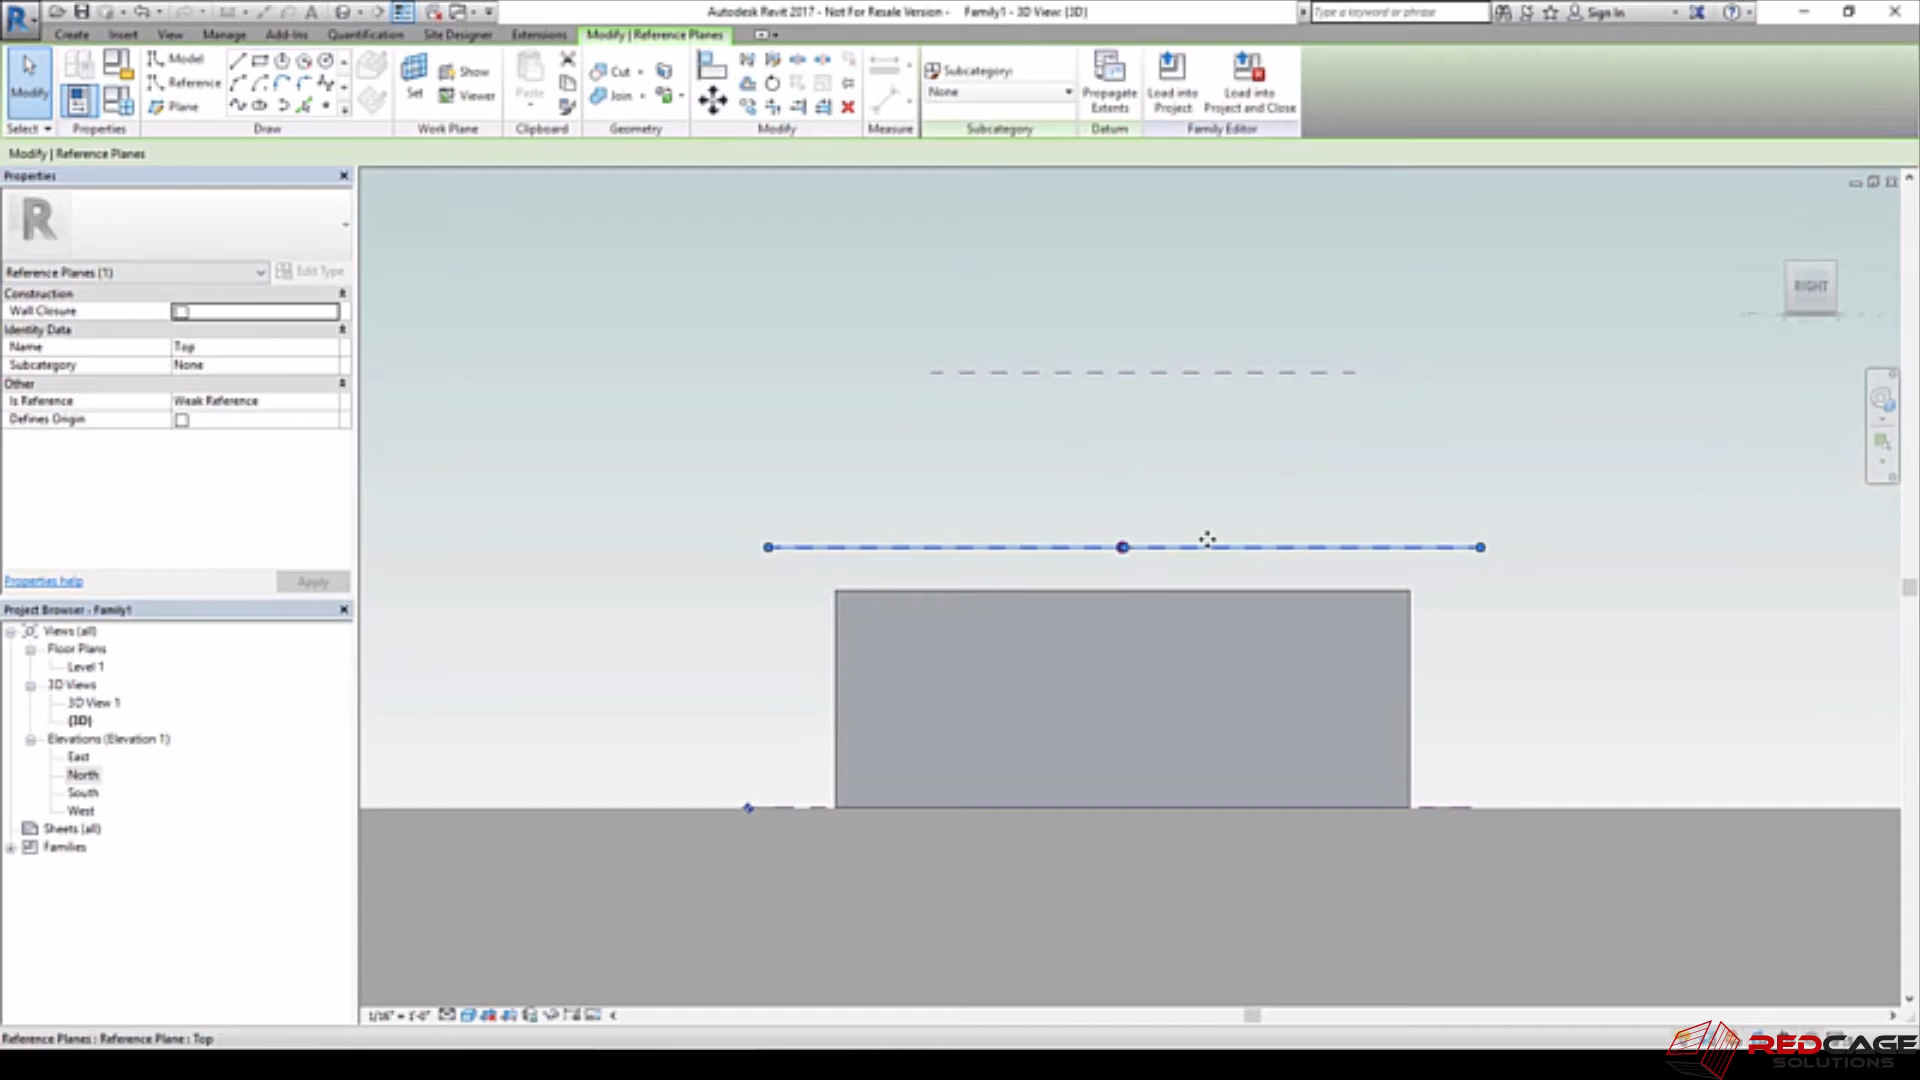 Autodesk Revit 2017 - Not For Resale Version - Family1 - 3D View: {3D}
Type a keyword or phrase
Sign In
Create Insert View Manage Add-Ins Quantification Site Designer Extensions Modify | Reference Planes
Modify
Model
Reference
Plane
Set
Show
Viewer
Paste
Cut
Join
Subcategory:
None
Propagate Extents
Load into Project
Load into Project and Close
Select Properties Draw Work Plane Clipboard Geometry Modify Measure Subcategory Datum Family Editor
Modify | Reference Planes
Properties
R
Reference Planes (1)
Edit Type
Construction
Wall Closure
Identity Data
Name Top
Subcategory None
Other
Is Reference Weak Reference
Defines Origin
Properties help
Apply
Project Browser - Family1
Views (all)
Floor Plans
Level 1
3D Views
3D View 1
{3D}
Elevations (Elevation 1)
East
North
South
West
Sheets (all)
Families
RIGHT
1/16" = 1'-0"
Reference Planes : Reference Plane : Top
REDCAGE
SOLUTIONS